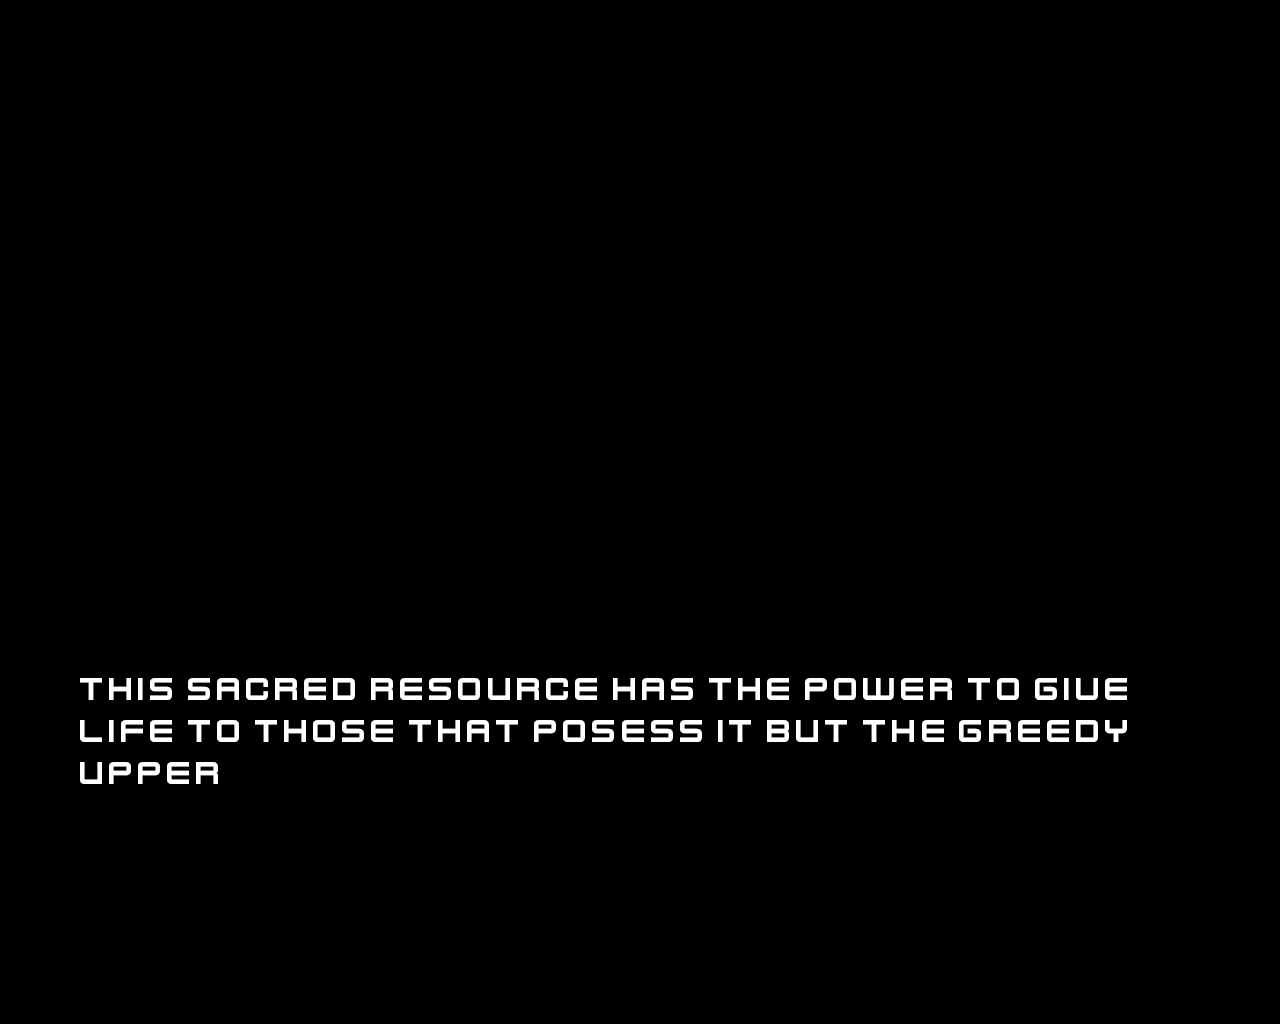 THIS SACRED RESOURCE HAS THE POWER TO GIVE
LIFE TO THOSE THAT POSESS IT BUT THE GREEDY
UPPER